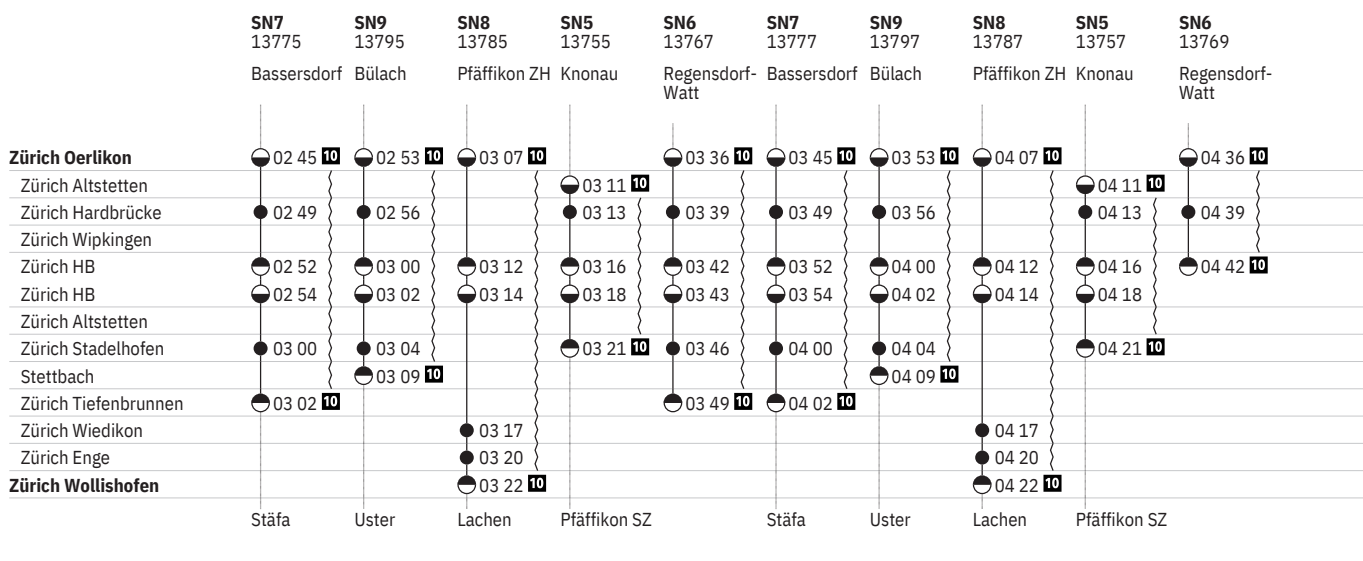 SN7 SN9 SN8 SN5 SN6 SN7 SN9 SN8 SN5 SN6
13775 13795 13785 13755 13767 13777 13797 13787 13757 13769
Bassersdorf Bülach Pfäffikon ZH Knonau Regensdorf- Bassersdorf Bülach Pfäffikon ZH Knonau Regensdorf-
Watt Watt
Zürich Oerlikon 02 45 10 02 53 10 03 07 10 03 36 10 03 45 10 03 53 10 04 07 10 04 36 10
Zürich Altstetten 03 11 10 04 11 10
Zürich Hardbrücke 02 49 02 56 03 13 03 39 03 49 03 56 04 13 04 39
Zürich Wipkingen
Zürich HB 02 52 03 00 03 12 03 16 03 42 03 52 04 00 04 12 04 16 04 42 10
Zürich HB 02 54 03 02 03 14 03 18 03 43 03 54 04 02 04 14 04 18
Zürich Altstetten
Zürich Stadelhofen 03 00 03 04 03 21 10 03 46 04 00 04 04 04 21 10
Stettbach 03 09 10 04 09 10
Zürich Tiefenbrunnen 03 02 10 03 49 10 04 02 10
Zürich Wiedikon 03 17 04 17
Zürich Enge 03 20 04 20
Zürich Wollishofen 03 22 10 04 22 10
Stäfa Uster Lachen Pfäffikon SZ Stäfa Uster Lachen Pfäffikon SZ